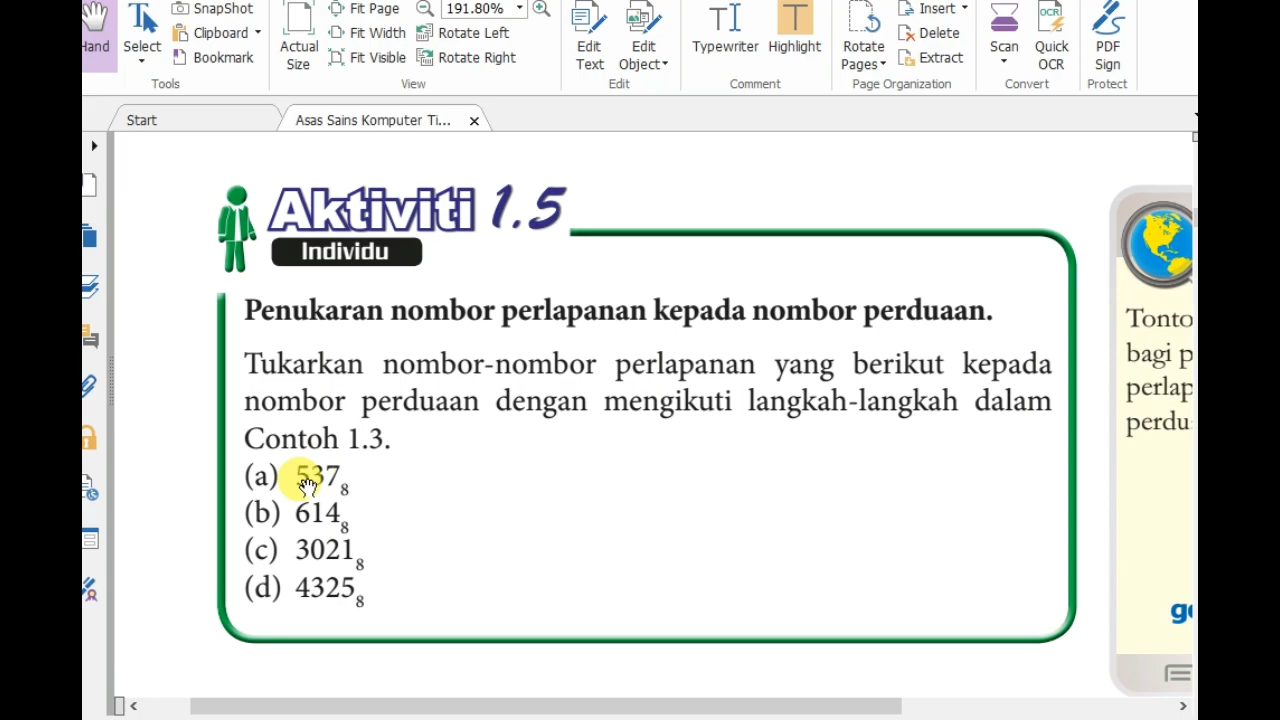 SnapShot
Fit Page
191.80%
Insert
Clipboard
Fit Width
Rotate Left
Delete
Hand
Select
Bookmark
Actual Size
Fit Visible
Rotate Right
Edit Text
Edit Object
Typewriter
Highlight
Rotate Pages
Extract
Scan
Quick OCR
PDF Sign
Tools
View
Edit
Comment
Page Organization
Convert
Protect
Start
Asas Sains Komputer Ti...
Aktiviti 1.5
Individu
Penukaran nombor perlapanan kepada nombor perduaan.
Tukarkan nombor-nombor perlapanan yang berikut kepada
nombor perduaan dengan mengikuti langkah-langkah dalam
Contoh 1.3.
(a) 537₈
(b) 614₈
(c) 3021₈
(d) 4325₈
Tonto
bagi p
perlap
perdu